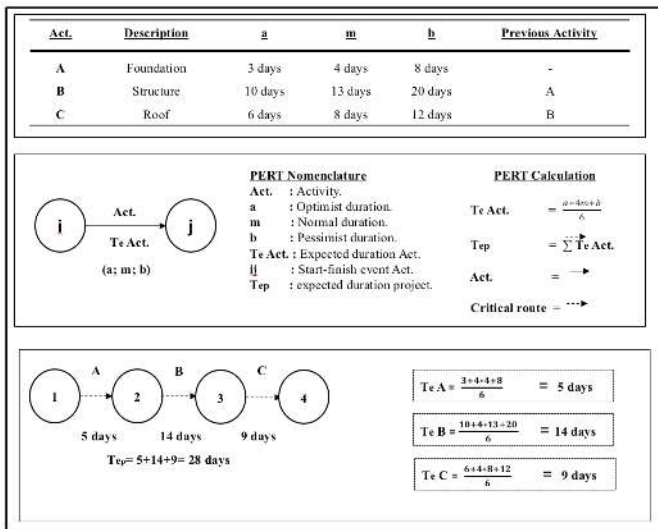 Act. Description a m b Previous Activity
A Foundation 3 days 4 days 8 days -
B Structure 10 days 13 days 20 days A
C Roof 6 days 8 days 12 days B
i
Act.
Te Act.
(a; m; b)
j
PERT Nomenclature
Act. : Activity.
a : Optimist duration.
m : Normal duration.
b : Pessimist duration.
Te Act. : Expected duration Act.
ij : Start-finish event Act.
Tep : expected duration project.
PERT Calculation
Te Act. = a+4m+b / 6
Tep = ∑ Te Act.
Act. =
Critical route =
A B C
1 2 3 4
5 days 14 days 9 days
Tep= 5+14+9= 28 days
Te A = 3+4*4+8 / 6 = 5 days
Te B = 10+4*13+20 / 6 = 14 days
Te C = 6+4*8+12 / 6 = 9 days